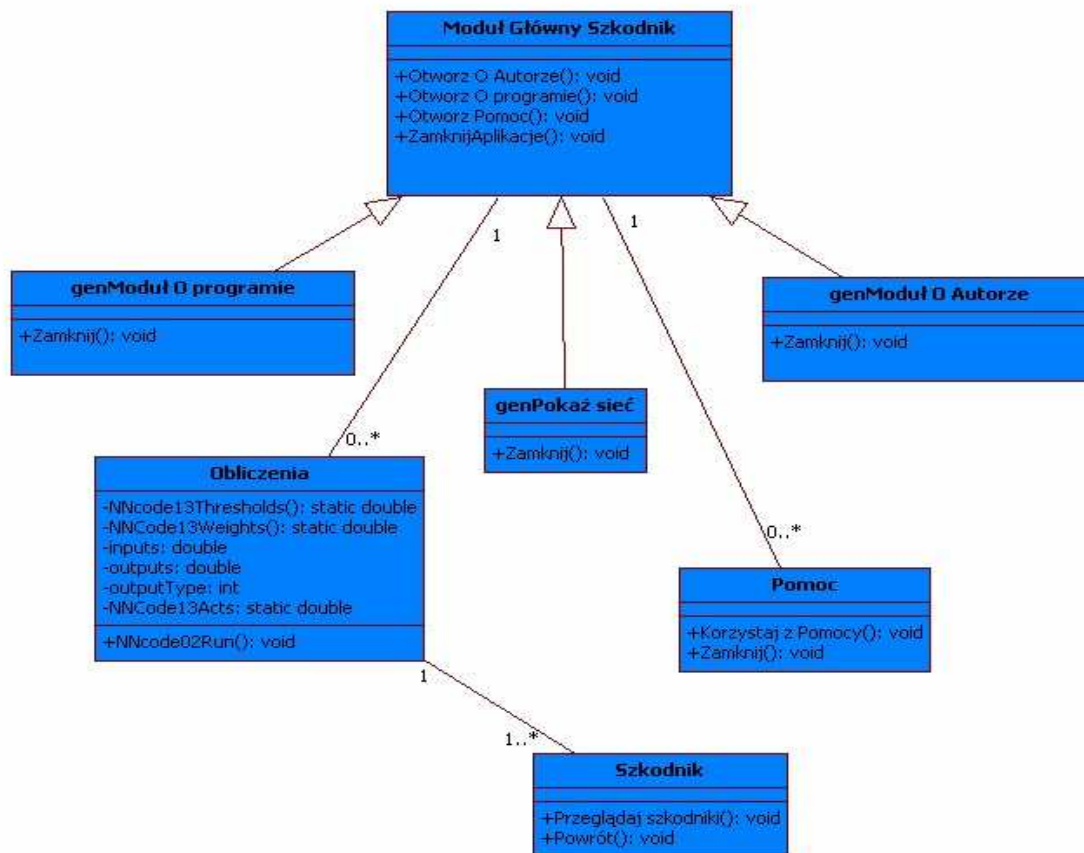 Moduł Główny Szkodnik
+Otworz O Autorze(): void
+Otworz O programie(): void
+Otworz Pomoc(): void
+ZamknijAplikacje(): void
1
1
genModuł O programie
+Zamknij(): void
genModuł O Autorze
+Zamknij(): void
genPokaż sieć
+Zamknij(): void
0..*
Obliczenia
-NNcode13Thresholds(): static double
-NNCode13Weights(): static double
-inputs: double
-outputs: double
-outputType: int
-NNCode13Acts: static double
+NNcode02Run(): void
0..*
Pomoc
+Korzystaj z Pomocy(): void
+Zamknij(): void
1
1..*
Szkodnik
+Przeglądaj szkodniki(): void
+Powrót(): void